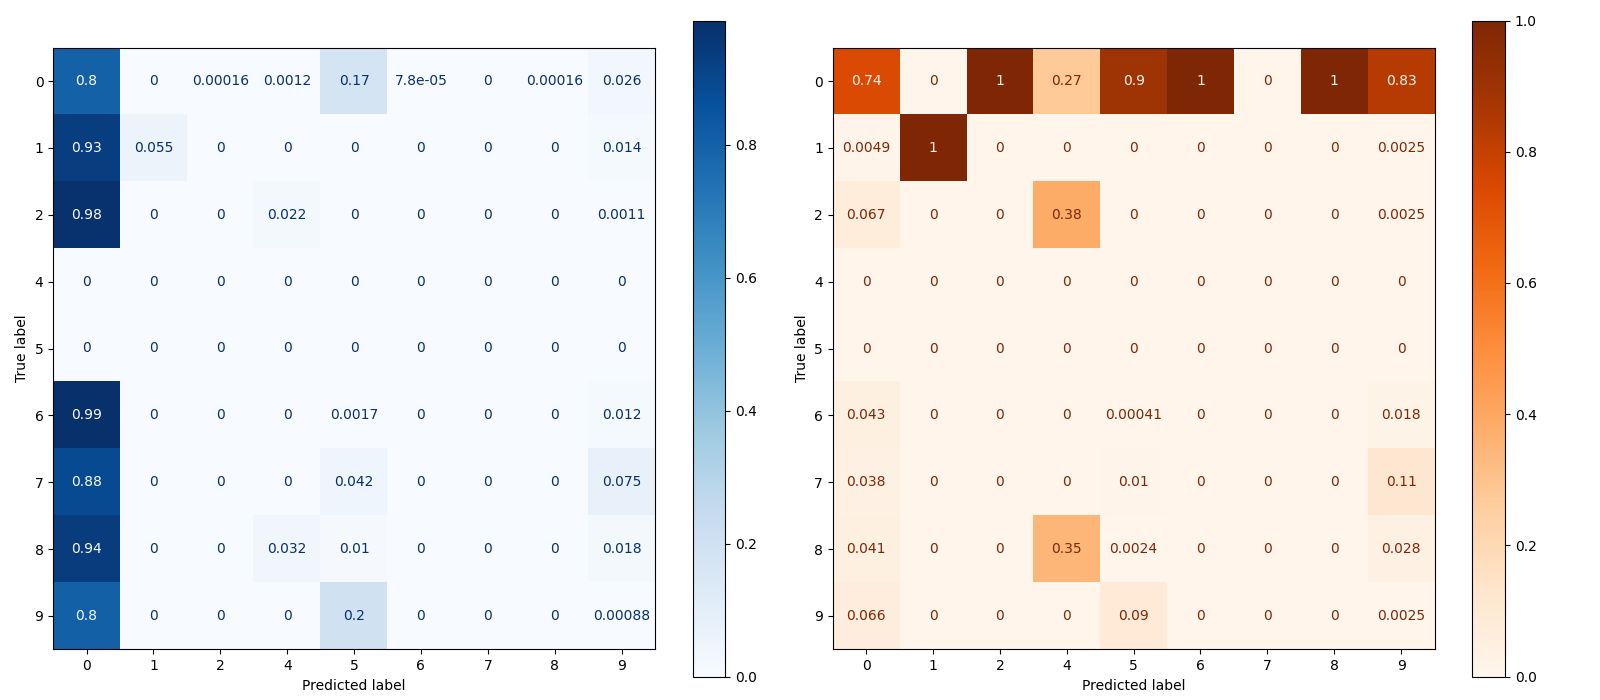 0 0.8 0 0.00016 0.0012 0.17 7.8e-05 0 0.00016 0.026
1 0.93 0.055 0 0 0 0 0 0 0.014
2 0.98 0 0 0.022 0 0 0 0 0.0011
4 0 0 0 0 0 0 0 0 0
5 0 0 0 0 0 0 0 0 0
6 0.99 0 0 0 0.0017 0 0 0 0.012
7 0.88 0 0 0 0.042 0 0 0 0.075
8 0.94 0 0 0.032 0.01 0 0 0 0.018
9 0.8 0 0 0 0.2 0 0 0 0.00088
0 1 2 4 5 6 7 8 9
True label
Predicted label
0.8
0.6
0.4
0.2
0.0
0 0.74 0 1 0.27 0.9 1 0 1 0.83
1 0.0049 1 0 0 0 0 0 0 0.0025
2 0.067 0 0 0.38 0 0 0 0 0.0025
4 0 0 0 0 0 0 0 0 0
5 0 0 0 0 0 0 0 0 0
6 0.043 0 0 0 0.00041 0 0 0 0.018
7 0.038 0 0 0 0.01 0 0 0 0.11
8 0.041 0 0 0.35 0.0024 0 0 0 0.028
9 0.066 0 0 0 0.09 0 0 0 0.0025
0 1 2 4 5 6 7 8 9
True label
Predicted label
1.0
0.8
0.6
0.4
0.2
0.0